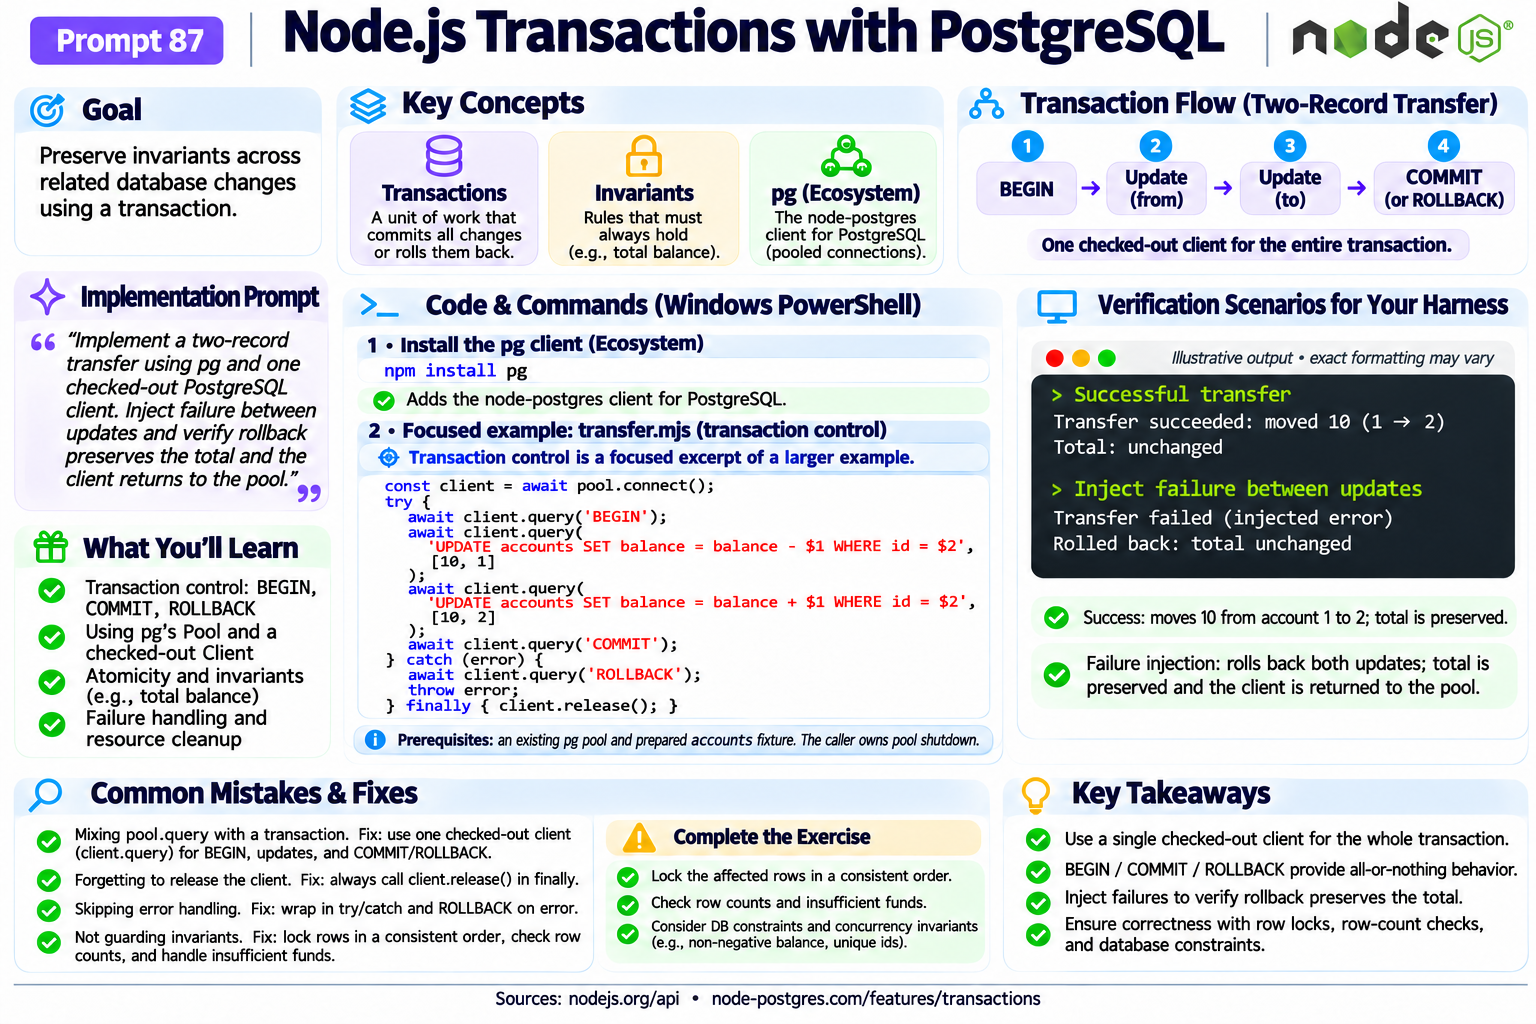 Prompt 87
Node.js Transactions with PostgreSQL
node
JS
®
Goal
Preserve invariants across
related database changes
using a transaction.
Key Concepts
Transactions
A unit of work that
commits all changes
or rolls them back.
Invariants
Rules that must
always hold
(e.g., total balance).
pg (Ecosystem)
The node-postgres
client for PostgreSQL
(pooled connections).
Transaction Flow (Two-Record Transfer)
1
2
3
4
BEGIN
→
Update
(from)
→
Update
(to)
→
COMMIT
(or ROLLBACK)
One checked-out client for the entire transaction.
Implementation Prompt
“Implement a two-record
transfer using pg and one
checked-out PostgreSQL
client. Inject failure between
updates and verify rollback
preserves the total and the
client returns to the pool.”
What You’ll Learn
Transaction control: BEGIN,
COMMIT, ROLLBACK
Using pg’s Pool and a
checked-out Client
Atomicity and invariants
(e.g., total balance)
Failure handling and
resource cleanup
Code & Commands (Windows PowerShell)
1 • Install the pg client (Ecosystem)
npm install pg
Adds the node-postgres client for PostgreSQL.
2 • Focused example: transfer.mjs (transaction control)
Transaction control is a focused excerpt of a larger example.
const client = await pool.connect();
try {
await client.query('BEGIN');
await client.query(
'UPDATE accounts SET balance = balance - $1 WHERE id = $2',
[10, 1]
);
await client.query(
'UPDATE accounts SET balance = balance + $1 WHERE id = $2',
[10, 2]
);
await client.query('COMMIT');
} catch (error) {
await client.query('ROLLBACK');
throw error;
} finally { client.release(); }
Prerequisites: an existing pg pool and prepared accounts fixture. The caller owns pool shutdown.
Verification Scenarios for Your Harness
Illustrative output • exact formatting may vary
> Successful transfer
Transfer succeeded: moved 10 (1 → 2)
Total: unchanged
> Inject failure between updates
Transfer failed (injected error)
Rolled back: total unchanged
Success: moves 10 from account 1 to 2; total is preserved.
Failure injection: rolls back both updates; total is
preserved and the client is returned to the pool.
Common Mistakes & Fixes
Mixing pool.query with a transaction. Fix: use one checked-out client
(client.query) for BEGIN, updates, and COMMIT/ROLLBACK.
Forgetting to release the client. Fix: always call client.release() in finally.
Skipping error handling. Fix: wrap in try/catch and ROLLBACK on error.
Not guarding invariants. Fix: lock rows in a consistent order, check row
counts, and handle insufficient funds.
Complete the Exercise
Lock the affected rows in a consistent order.
Check row counts and insufficient funds.
Consider DB constraints and concurrency invariants
(e.g., non-negative balance, unique ids).
Key Takeaways
Use a single checked-out client for the whole transaction.
BEGIN / COMMIT / ROLLBACK provide all-or-nothing behavior.
Inject failures to verify rollback preserves the total.
Ensure correctness with row locks, row-count checks,
and database constraints.
Sources: nodejs.org/api • node-postgres.com/features/transactions